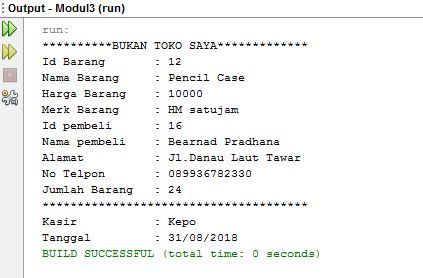 Output - Modul3 (run)
run:
**********BUKAN TOKO SAYA*************
Id Barang : 12
Nama Barang : Pencil Case
Harga Barang : 10000
Merk Barang : HM satujam
Id pembeli : 16
Nama pembeli : Bearnad Pradhana
Alamat : Jl.Danau Laut Tawar
No Telpon : 089936782330
Jumlah Barang : 24
**************************************
Kasir : Kepo
Tanggal : 31/08/2018
BUILD SUCCESSFUL (total time: 0 seconds)